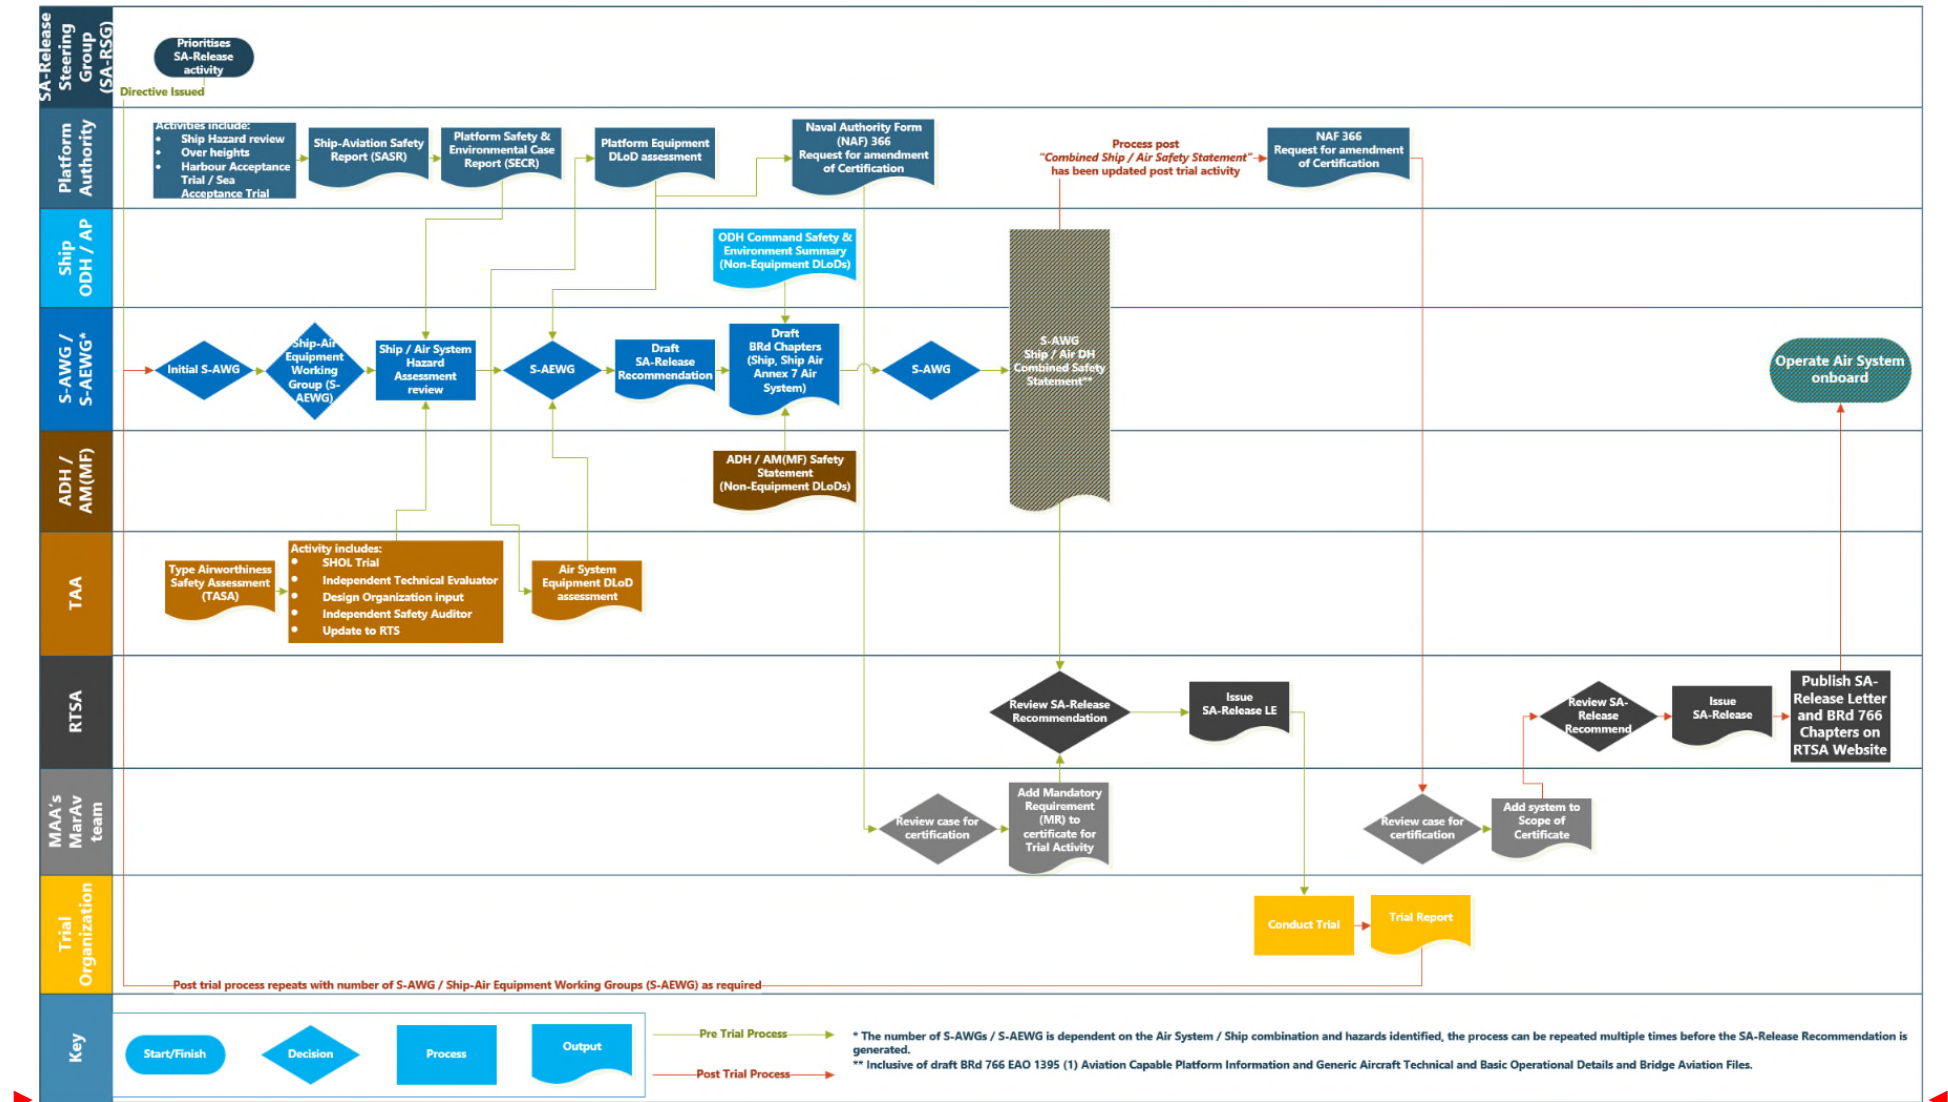 SA-Release
Steering
Group
(SA-RSG)
Prioritises
SA-Release
activity
Directive Issued
Platform
Authority
Activities include:
• Ship Hazard review
• Over heights
• Harbour Acceptance
Trial / Sea
Acceptance Trial
Ship-Aviation Safety
Report (SASR)
Platform Safety &
Environmental Case
Report (SECR)
Platform Equipment
DLoD assessment
Naval Authority Form
(NAF) 366
Request for amendment
of Certification
Process post
"Combined Ship / Air Safety Statement"
has been updated post trial activity
NAF 366
Request for amendment
of Certification
Ship
ODH / AP
ODH Command Safety &
Environment Summary
(Non-Equipment DLoDs)
S-AWG /
S-AEWG*
Initial S-AWG
Ship-Air
Equipment
Working
Group (S-
AEWG)
Ship / Air System
Hazard
Assessment
review
S-AEWG
Draft
SA-Release
Recommendation
Draft
BRd Chapters
(Ship, Ship Air
Annex 7 Air
System)
S-AWG
S-AWG
Ship / Air DH
Combined Safety
Statement**
Operate Air System
onboard
ADH /
AM(MF)
ADH / AM(MF) Safety
Statement
(Non-Equipment DLoDs)
TAA
Type Airworthiness
Safety Assessment
(TASA)
Activity includes:
• SHOL Trial
• Independent Technical Evaluator
• Design Organization input
• Independent Safety Auditor
• Update to RTS
Air System
Equipment DLoD
assessment
RTSA
Review SA-Release
Recommendation
Issue
SA-Release LE
Review SA-
Release
Recommend
Issue
SA-Release
Publish SA-
Release Letter
and BRd 766
Chapters on
RTSA Website
MAA's
MarAv
team
Review case for
certification
Add Mandatory
Requirement
(MR) to
certificate for
Trial Activity
Review case for
certification
Add system to
Scope of
Certificate
Trial
Organization
Conduct Trial
Trial Report
Post trial process repeats with number of S-AWG / Ship-Air Equipment Working Groups (S-AEWG) as required
Key
Start/Finish
Decision
Process
Output
Pre Trial Process
Post Trial Process
* The number of S-AWGs / S-AEWG is dependent on the Air System / Ship combination and hazards identified, the process can be repeated multiple times before the SA-Release Recommendation is
generated.
** Inclusive of draft BRd 766 EAO 1395 (1) Aviation Capable Platform Information and Generic Aircraft Technical and Basic Operational Details and Bridge Aviation Files.